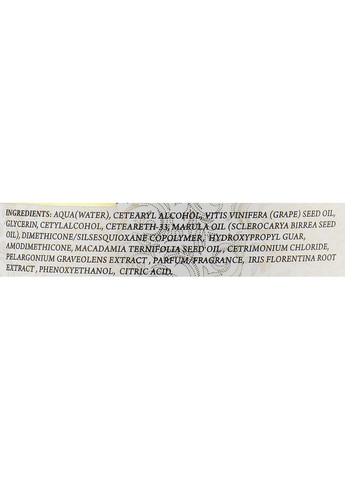 INGREDIENTS: AQUA(WATER), CETEARYL ALCOHOL, VITIS VINIFERA (GRAPE) SEED OIL,
GLYCERIN, CETYLALCOHOL, CETEARETH-33, MARULA OIL (SCLEROCARYA BIRREA SEED
OIL), DIMETHICONE/SILSESQUIOXANE COPOLYMER, HYDROXYPROPYL GUAR,
AMODIMETHICONE, MACADAMIA TERNIFOLIA SEED OIL , CETRIMONIUM CHLORIDE,
PELARGONIUM GRAVEOLENS EXTRACT , PARFUM/FRAGRANCE, IRIS FLORENTINA ROOT
EXTRACT , PHENOXYETHANOL, CITRIC ACID.